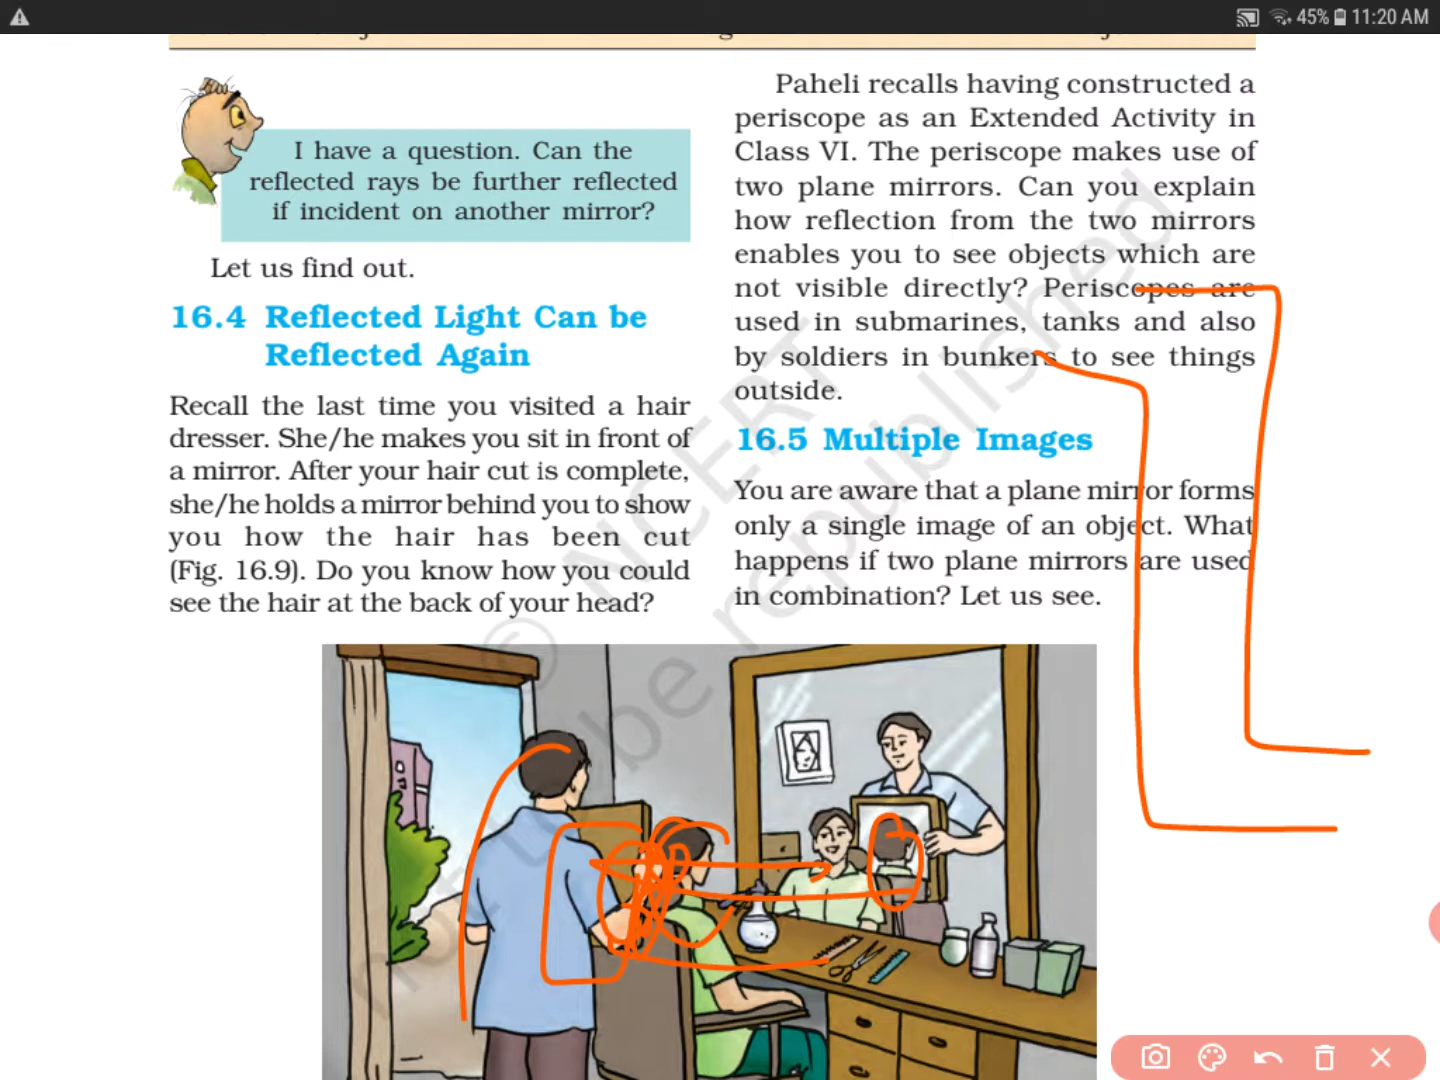 45% 11:20 AM
I have a question. Can the
reflected rays be further reflected
if incident on another mirror?
Let us find out.
16.4 Reflected Light Can be
Reflected Again
Recall the last time you visited a hair
dresser. She/he makes you sit in front of
a mirror. After your hair cut is complete,
she/he holds a mirror behind you to show
you how the hair has been cut
(Fig. 16.9). Do you know how you could
see the hair at the back of your head?
Paheli recalls having constructed a
periscope as an Extended Activity in
Class VI. The periscope makes use of
two plane mirrors. Can you explain
how reflection from the two mirrors
enables you to see objects which are
not visible directly? Periscopes are
used in submarines, tanks and also
by soldiers in bunkers to see things
outside.
16.5 Multiple Images
You are aware that a plane mirror forms
only a single image of an object. What
happens if two plane mirrors are used
in combination? Let us see.
© NCERT
not to be republished